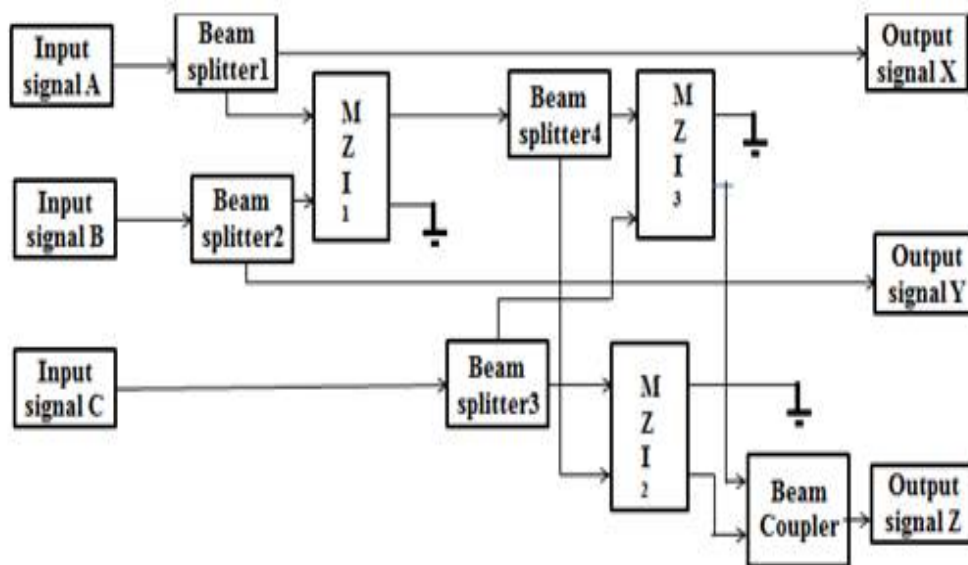 Input
signal A
Beam
splitter1
Output
signal X
M
Z
I
1
Beam
splitter4
M
Z
I
3
Input
signal B
Beam
splitter2
Output
signal Y
Input
signal C
Beam
splitter3
M
Z
I
2
Beam
Coupler
Output
signal Z